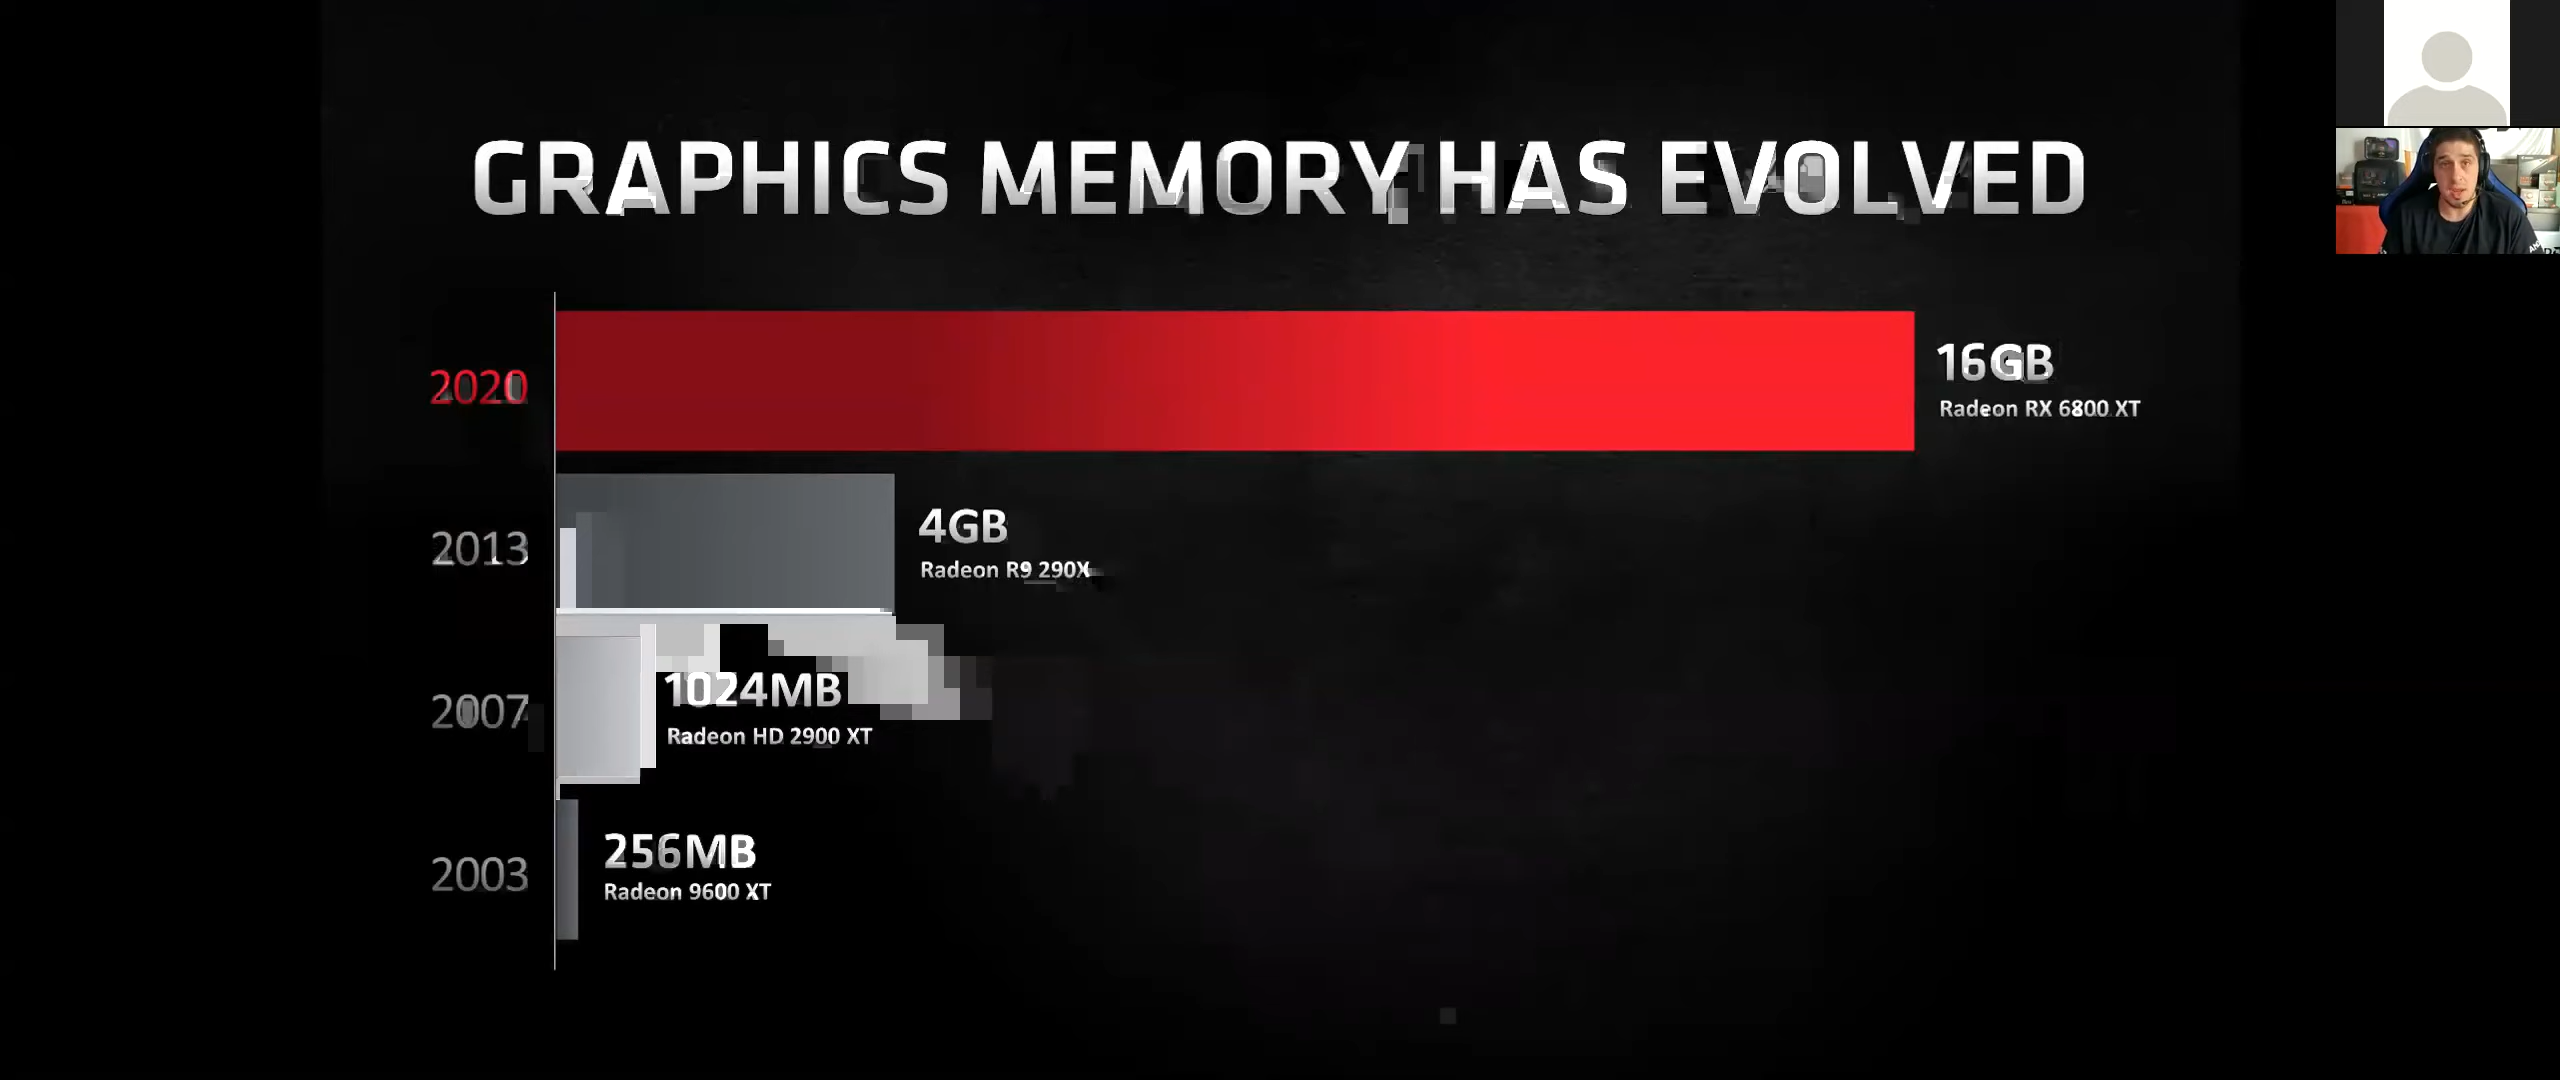 GRAPHICS MEMORY HAS EVOLVED
2020
16GB
Radeon RX 6800 XT
2013
4GB
Radeon R9 290X
2007
1024MB
Radeon HD 2900 XT
2003
256MB
Radeon 9600 XT